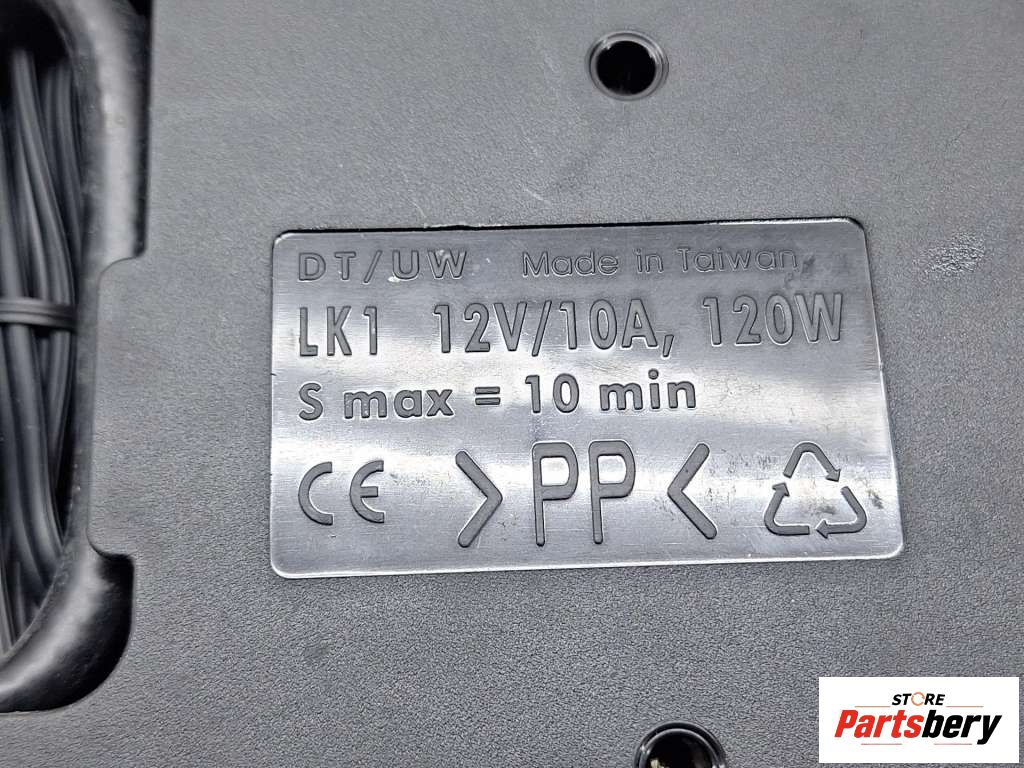 DT/UW Made in Taiwan
LK1 12V/10A, 120W
S max = 10 min
CE >PP<
STORE
Partsbery